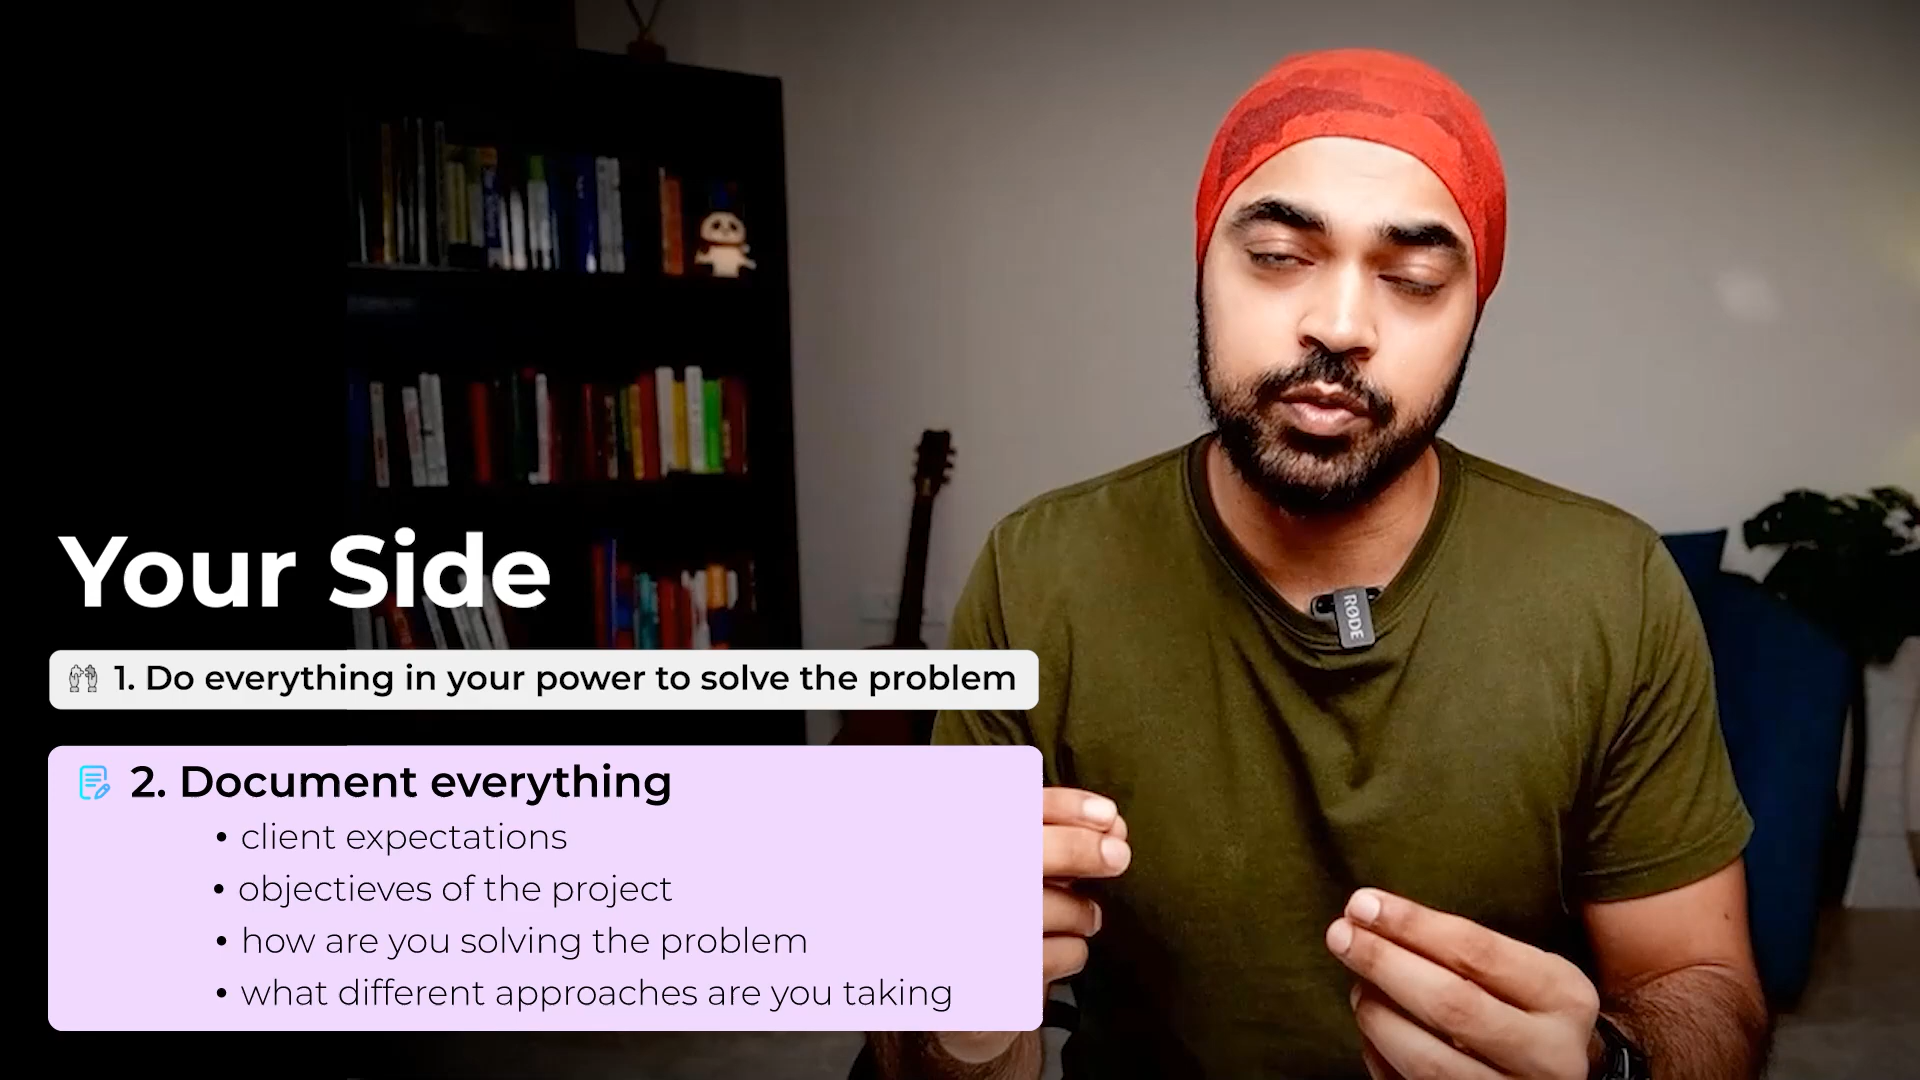 Your Side
1. Do everything in your power to solve the problem
2. Document everything
• client expectations
• objectieves of the project
• how are you solving the problem
• what different approaches are you taking
RØDE